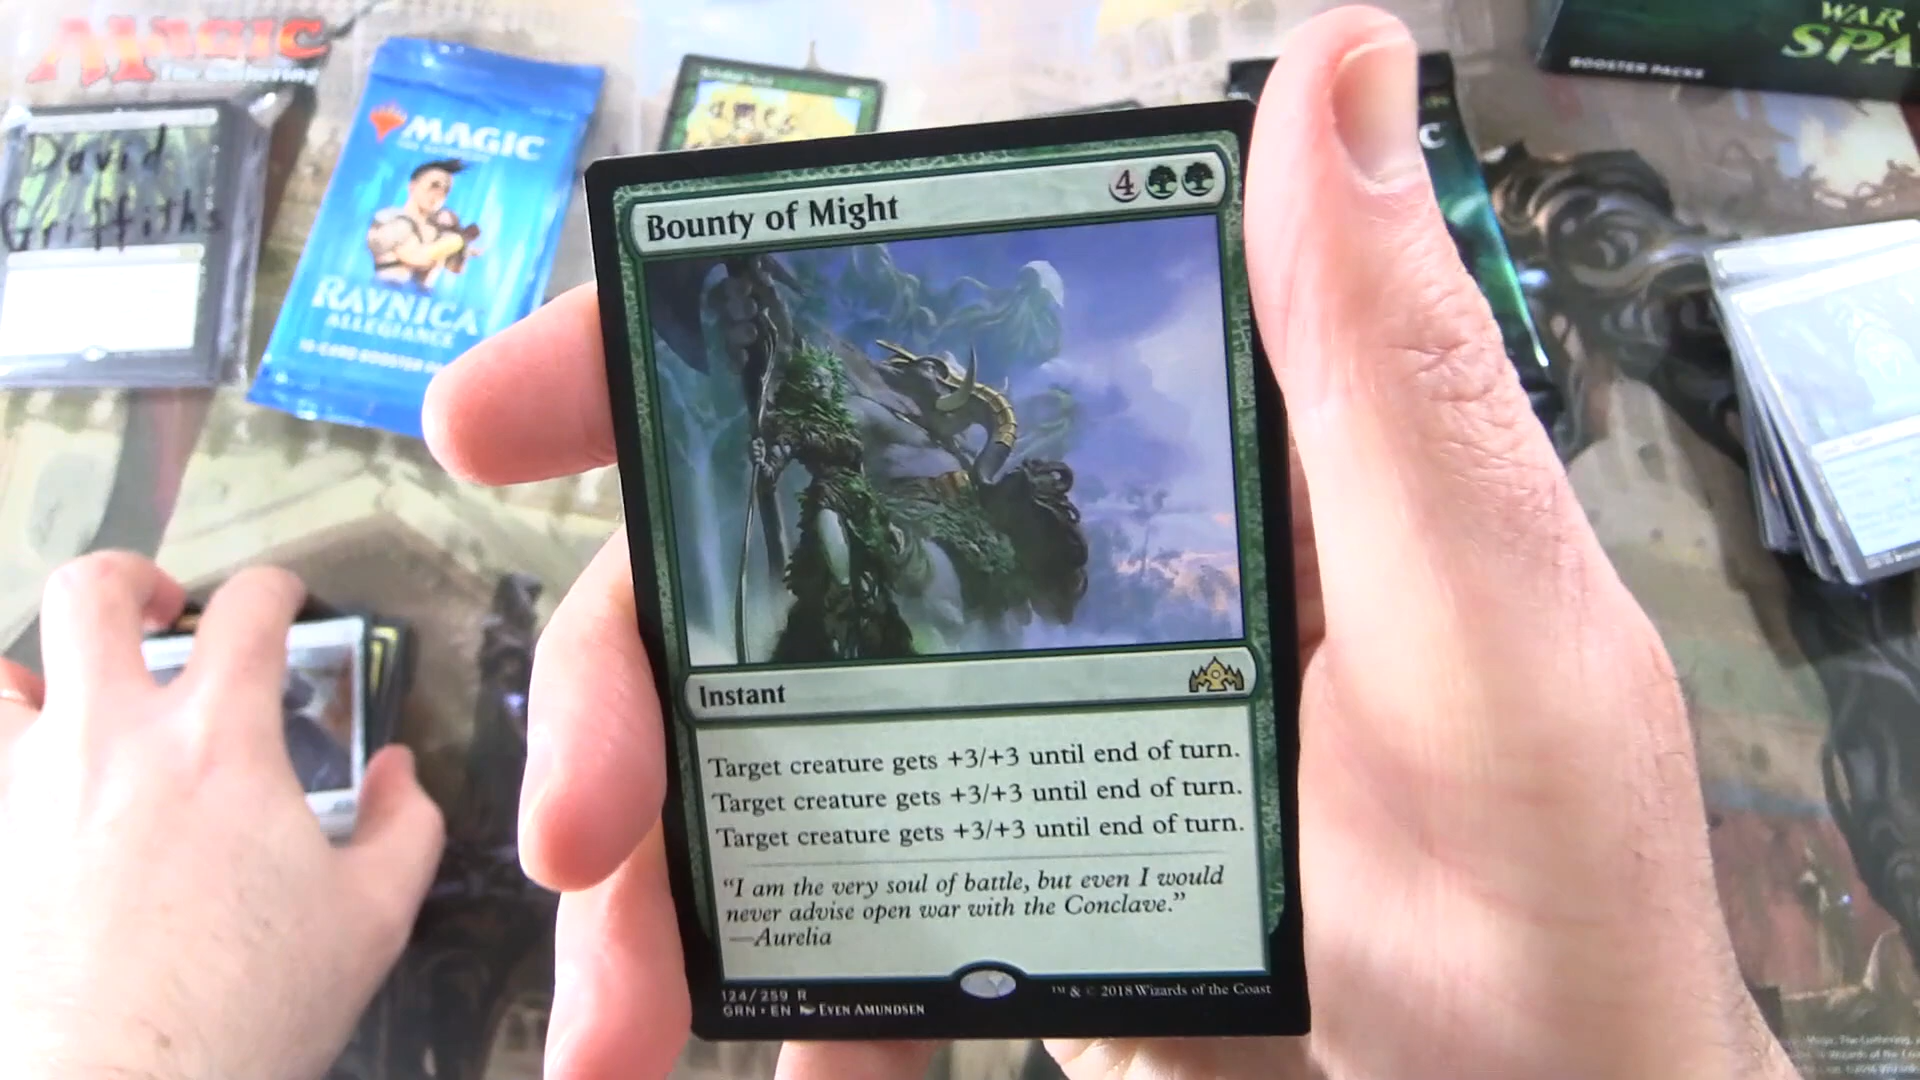 MAGIC
The Gathering
David
Griffiths
MAGIC
RAVNICA
ALLEGIANCE
WAR
SPA
BOOSTER PACKS
C
Bounty of Might
4
Instant
Target creature gets +3/+3 until end of turn.
Target creature gets +3/+3 until end of turn.
Target creature gets +3/+3 until end of turn.
“I am the very soul of battle, but even I would
never advise open war with the Conclave.”
—Aurelia
124/259 R
GRN • EN EVEN AMUNDSEN
™ & © 2018 Wizards of the Coast